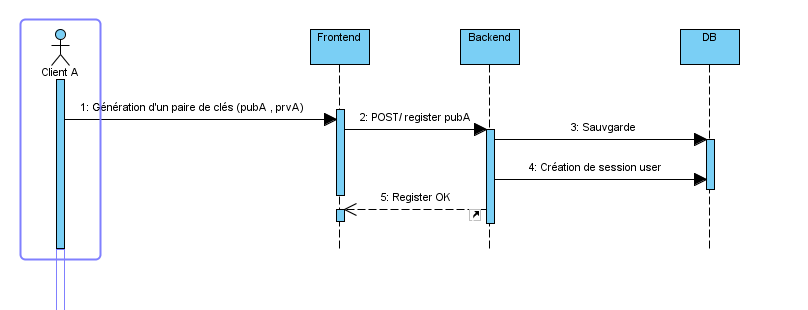 Frontend
Backend
DB
Client A
1: Génération d'un paire de clés (pubA , prvA)
2: POST/ register pubA
3: Sauvgarde
4: Création de session user
5: Register OK